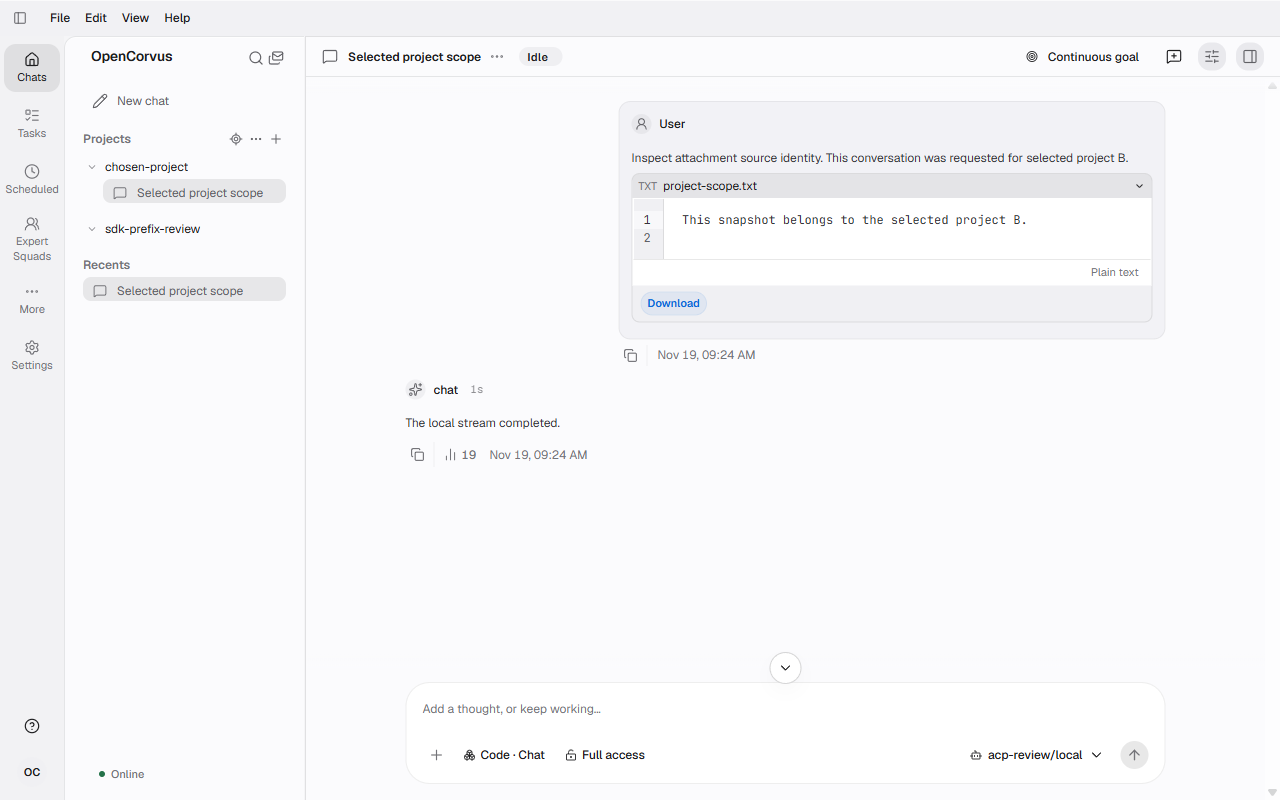 File Edit View Help
Chats
Tasks
Scheduled
Expert
Squads
More
Settings
OC
OpenCorvus
New chat
Projects
chosen-project
Selected project scope
sdk-prefix-review
Recents
Selected project scope
Online
Selected project scope Idle Continuous goal
User
Inspect attachment source identity. This conversation was requested for selected project B.
TXT project-scope.txt
1 This snapshot belongs to the selected project B.
2
Plain text
Download
Nov 19, 09:24 AM
chat 1s
The local stream completed.
19 Nov 19, 09:24 AM
Add a thought, or keep working...
Code · Chat Full access acp-review/local